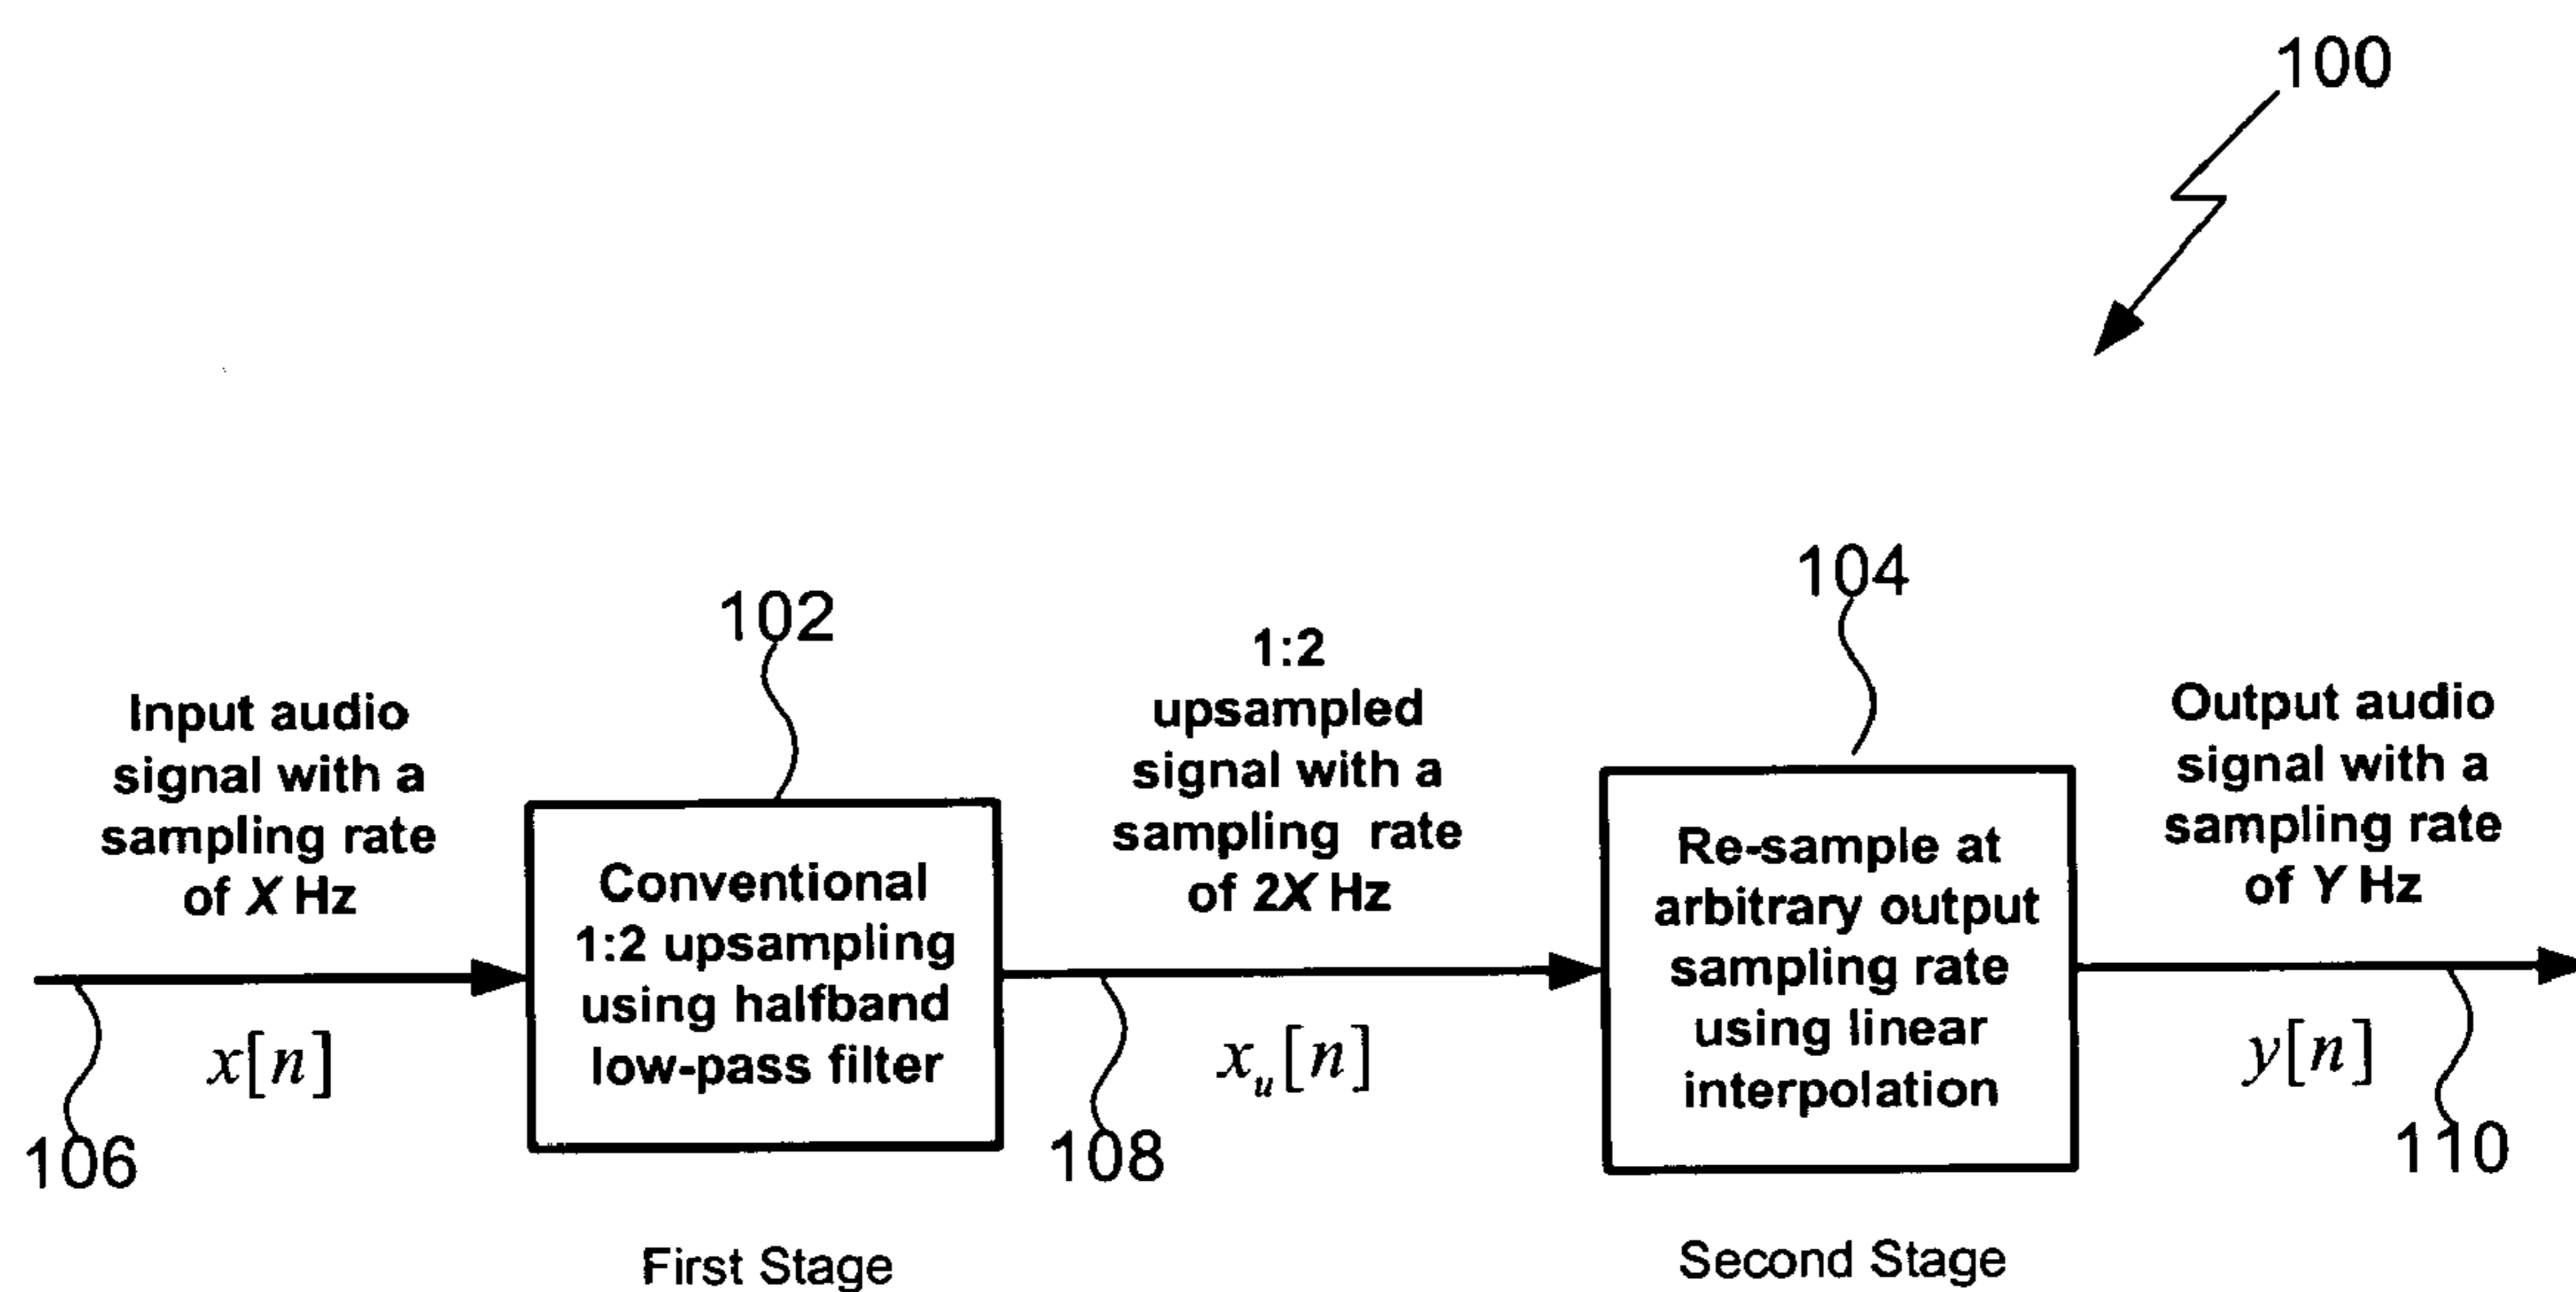 100
102
104
Input audio
signal with a
sampling rate
of X Hz
1:2
upsampled
signal with a
sampling rate
of 2X Hz
Output audio
signal with a
sampling rate
of Y Hz
Conventional
1:2 upsampling
using halfband
low-pass filter
Re-sample at
arbitrary output
sampling rate
using linear
interpolation
x[n]
x_u[n]
y[n]
106
108
110
First Stage
Second Stage